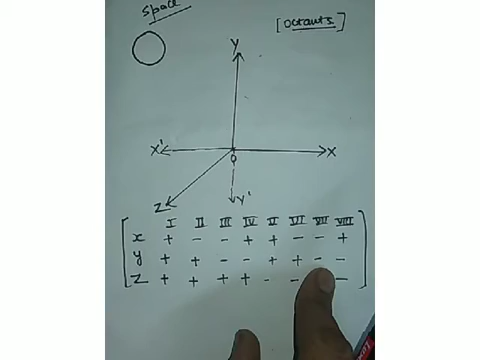 Space
[Octants]
Y
X' O X
Z Y'
I II III IV V VI VII VIII
x + - - + + - - +
y + + - - + + - -
z + + + + - - -